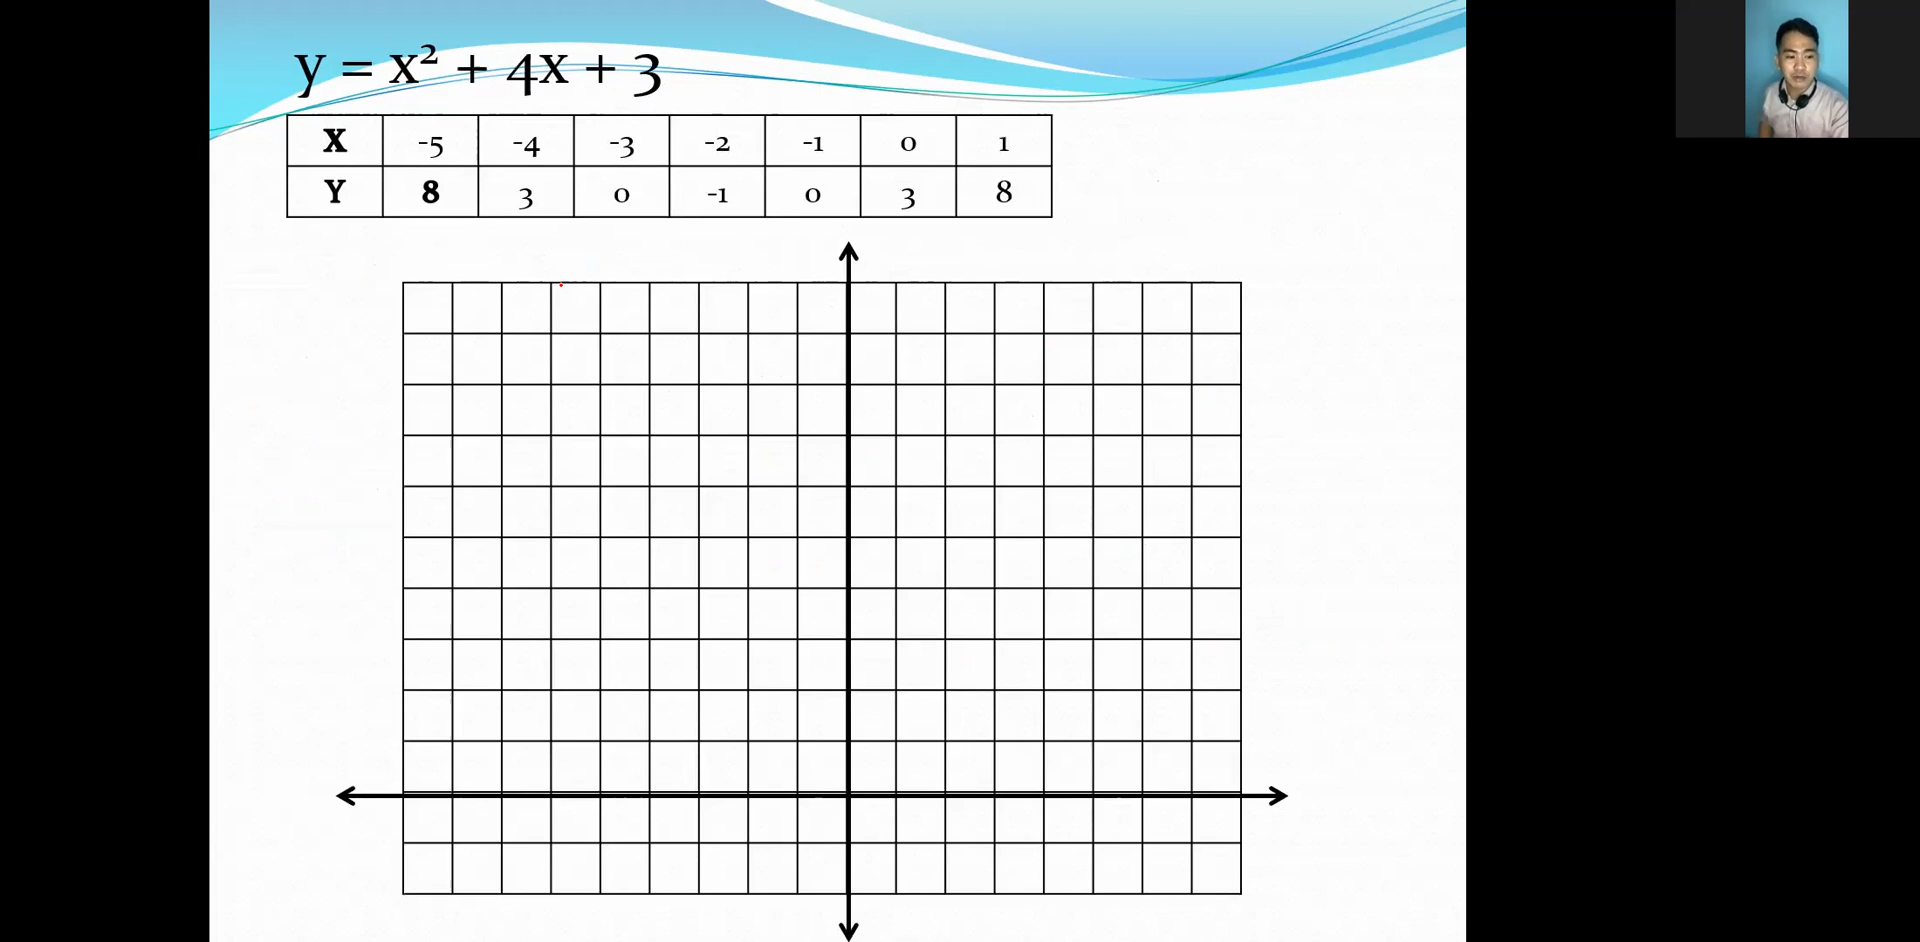 y = x² + 4x + 3
X -5 -4 -3 -2 -1 0 1
Y 8 3 0 -1 0 3 8